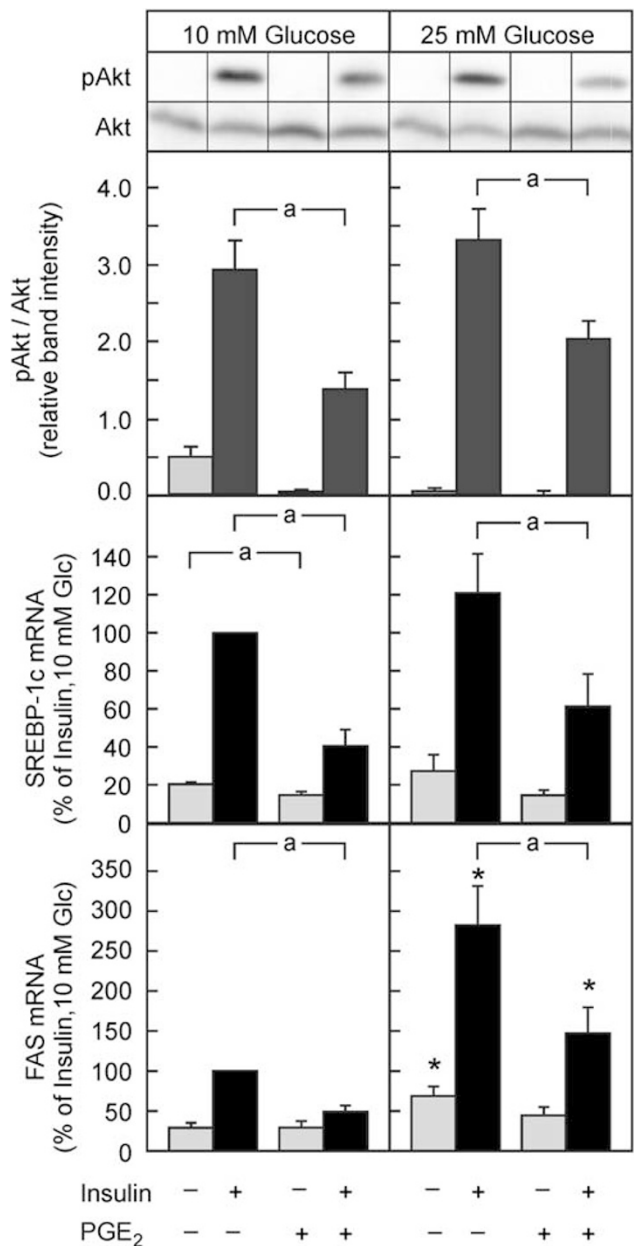 10 mM Glucose 25 mM Glucose
pAkt
Akt
pAkt / Akt
(relative band intensity)
4.0
3.0
2.0
1.0
0.0
a
a
SREBP-1c mRNA
(% of Insulin,10 mM Glc)
140
120
100
80
60
40
20
0
a
a
a
FAS mRNA
(% of Insulin,10 mM Glc)
350
300
250
200
150
100
50
0
a
a
*
*
*
Insulin – + – + – + – +
PGE₂ – – + + – – + +